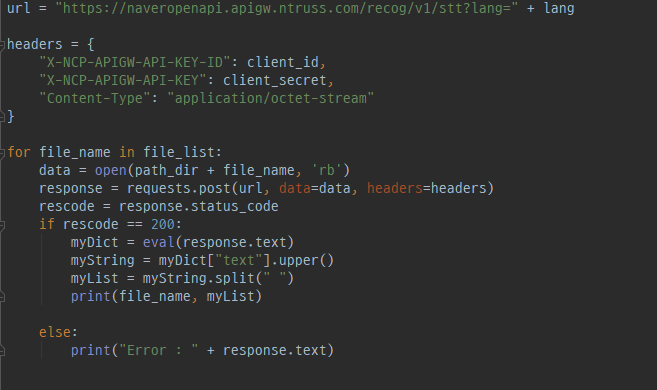 url = "https://naveropenapi.apigw.ntruss.com/recog/v1/stt?lang=" + lang
headers = {
"X-NCP-APIGW-API-KEY-ID": client_id,
"X-NCP-APIGW-API-KEY": client_secret,
"Content-Type": "application/octet-stream"
}
for file_name in file_list:
data = open(path_dir + file_name, 'rb')
response = requests.post(url, data=data, headers=headers)
rescode = response.status_code
if rescode == 200:
myDict = eval(response.text)
myString = myDict["text"].upper()
myList = myString.split(" ")
print(file_name, myList)
else:
print("Error : " + response.text)